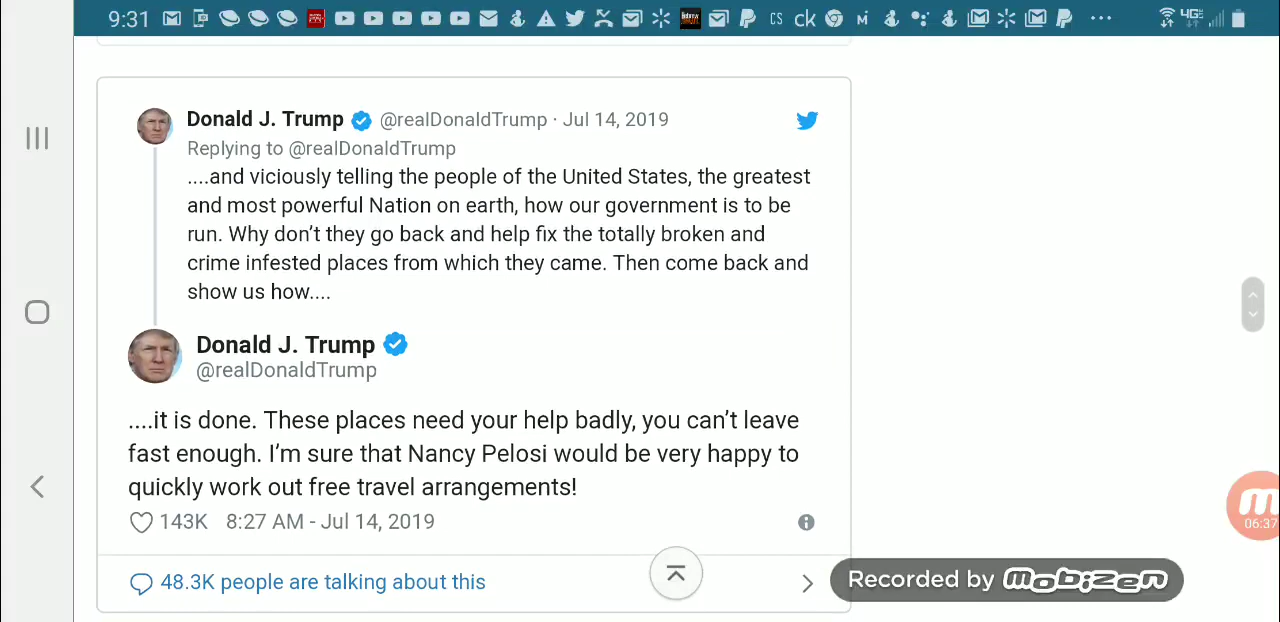 9:31
CS ck M 4GE
Donald J. Trump @realDonaldTrump · Jul 14, 2019
Replying to @realDonaldTrump
....and viciously telling the people of the United States, the greatest
and most powerful Nation on earth, how our government is to be
run. Why don’t they go back and help fix the totally broken and
crime infested places from which they came. Then come back and
show us how....
Donald J. Trump
@realDonaldTrump
....it is done. These places need your help badly, you can’t leave
fast enough. I’m sure that Nancy Pelosi would be very happy to
quickly work out free travel arrangements!
143K 8:27 AM - Jul 14, 2019
48.3K people are talking about this
06:37
Recorded by mobizen